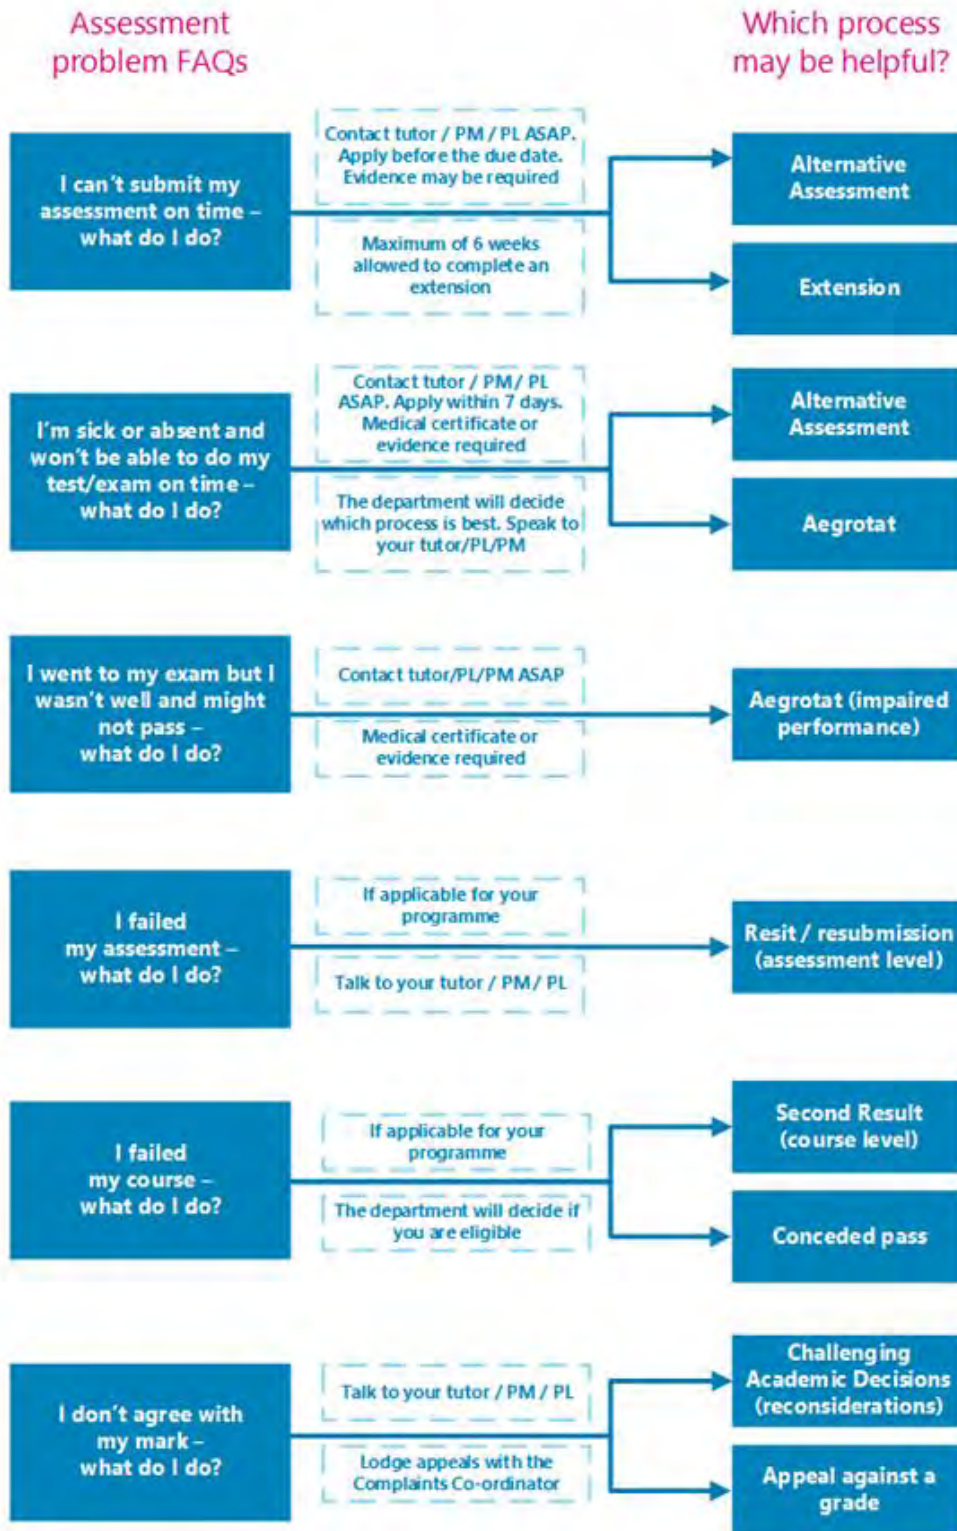 Assessment
problem FAQs
Which process
may be helpful?
I can't submit my
assessment on time –
what do I do?
Contact tutor / PM / PL ASAP.
Apply before the due date.
Evidence may be required
Maximum of 6 weeks
allowed to complete an
extension
Alternative
Assessment
Extension
I'm sick or absent and
won't be able to do my
test/exam on time –
what do I do?
Contact tutor / PM / PL
ASAP. Apply within 7 days.
Medical certificate or
evidence required
The department will decide
which process is best. Speak to
your tutor/PL/PM
Alternative
Assessment
Aegrotat
I went to my exam but I
wasn't well and might
not pass –
what do I do?
Contact tutor/PL/PM ASAP
Medical certificate or
evidence required
Aegrotat (impaired
performance)
I failed
my assessment –
what do I do?
If applicable for your
programme
Talk to your tutor / PM / PL
Resit / resubmission
(assessment level)
I failed
my course –
what do I do?
If applicable for your
programme
The department will decide if
you are eligible
Second Result
(course level)
Conceded pass
I don't agree with
my mark –
what do I do?
Talk to your tutor / PM / PL
Lodge appeals with the
Complaints Co-ordinator
Challenging
Academic Decisions
(reconsiderations)
Appeal against a
grade